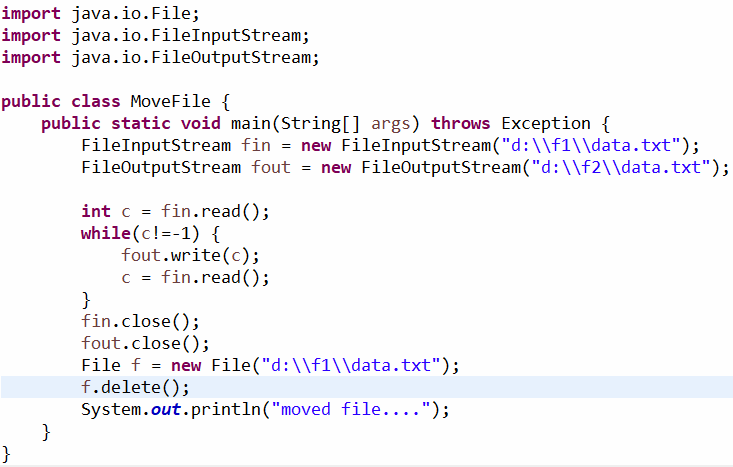 import java.io.File;
import java.io.FileInputStream;
import java.io.FileOutputStream;

public class MoveFile {
    public static void main(String[] args) throws Exception {
        FileInputStream fin = new FileInputStream("d:\\f1\\data.txt");
        FileOutputStream fout = new FileOutputStream("d:\\f2\\data.txt");

        int c = fin.read();
        while(c!=-1) {
            fout.write(c);
            c = fin.read();
        }
        fin.close();
        fout.close();
        File f = new File("d:\\f1\\data.txt");
        f.delete();
        System.out.println("moved file....");
    }
}